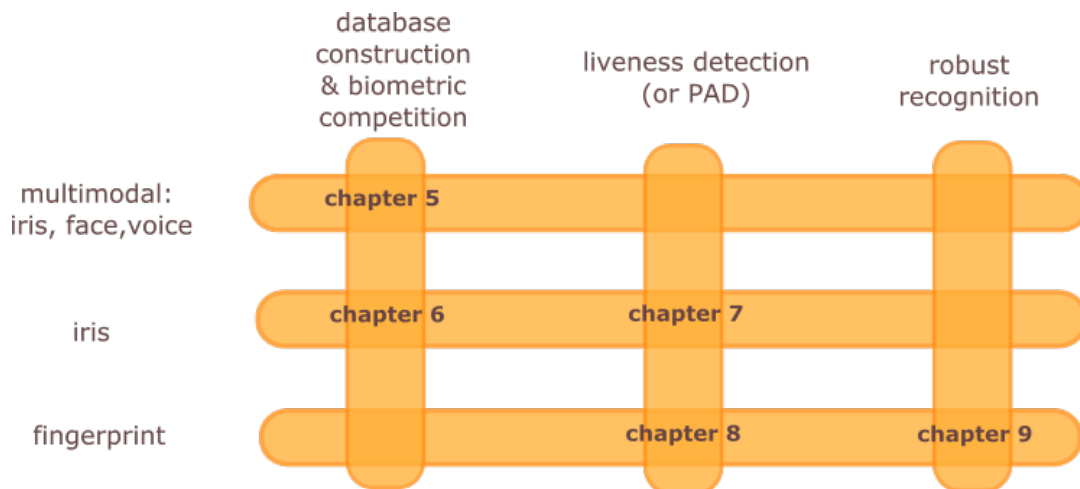 database
construction
& biometric
competition
liveness detection
(or PAD)
robust
recognition
multimodal:
iris, face,voice
chapter 5
iris
chapter 6
chapter 7
fingerprint
chapter 8
chapter 9